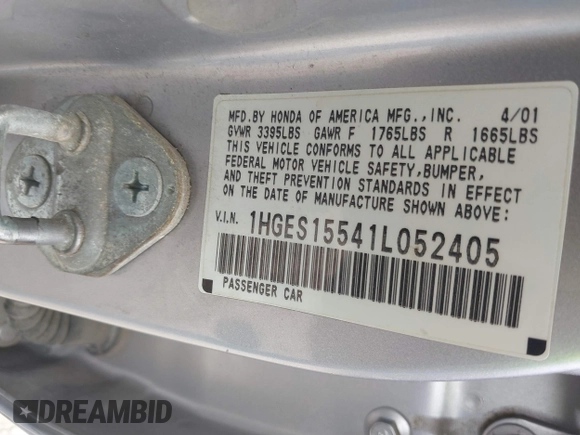 MFD.BY HONDA OF AMERICA MFG.,INC. 4/01
GVWR 3395LBS GAWR F 1765LBS R 1665LBS
THIS VEHICLE CONFORMS TO ALL APPLICABLE
FEDERAL MOTOR VEHICLE SAFETY,BUMPER,
AND THEFT PREVENTION STANDARDS IN EFFECT
ON THE DATE OF MANUFACTURE SHOWN ABOVE:
V.I.N. 1HGES15541L052405
PASSENGER CAR
DREAMBID